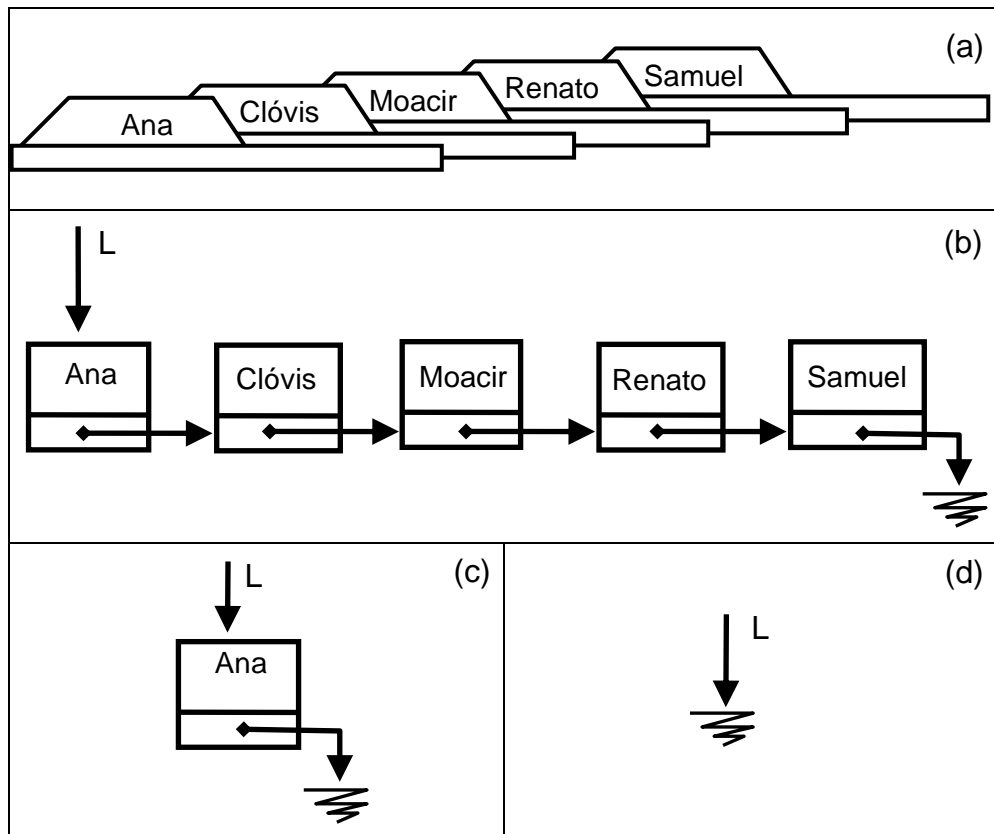 (a)
Ana
Clóvis
Moacir
Renato
Samuel
L
(b)
Ana
Clóvis
Moacir
Renato
Samuel
L
(c)
Ana
L
(d)